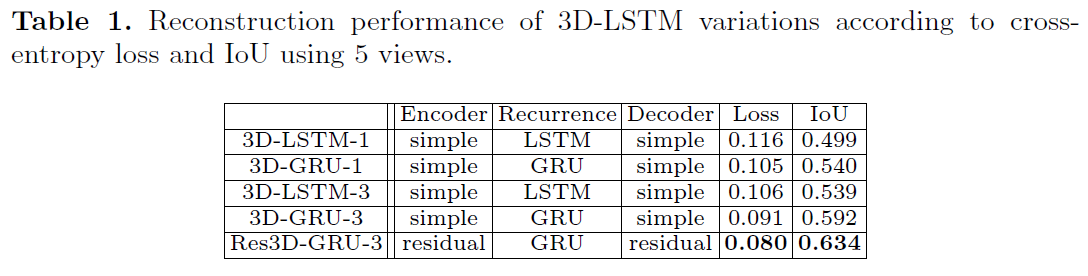 Table 1. Reconstruction performance of 3D-LSTM variations according to cross-
entropy loss and IoU using 5 views.
Encoder Recurrence Decoder Loss IoU
3D-LSTM-1 simple LSTM simple 0.116 0.499
3D-GRU-1 simple GRU simple 0.105 0.540
3D-LSTM-3 simple LSTM simple 0.106 0.539
3D-GRU-3 simple GRU simple 0.091 0.592
Res3D-GRU-3 residual GRU residual 0.080 0.634